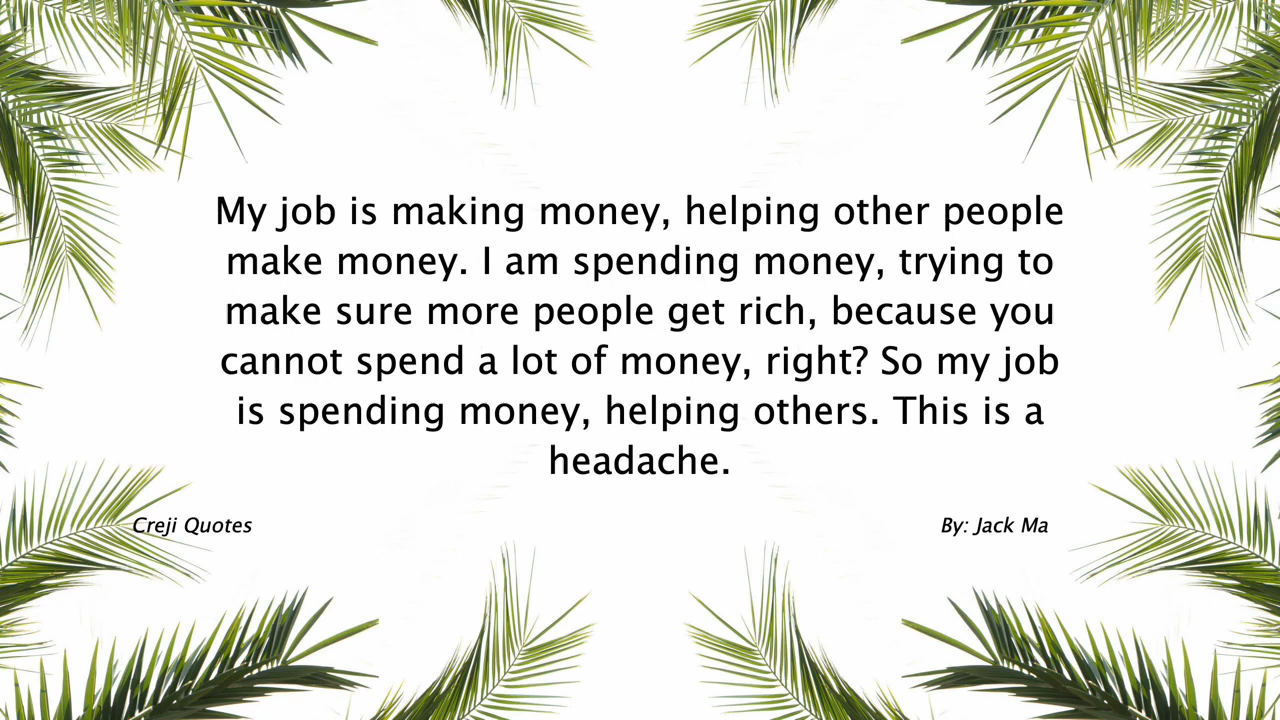 My job is making money, helping other people
make money. I am spending money, trying to
make sure more people get rich, because you
cannot spend a lot of money, right? So my job
is spending money, helping others. This is a
headache.
Creji Quotes
By: Jack Ma